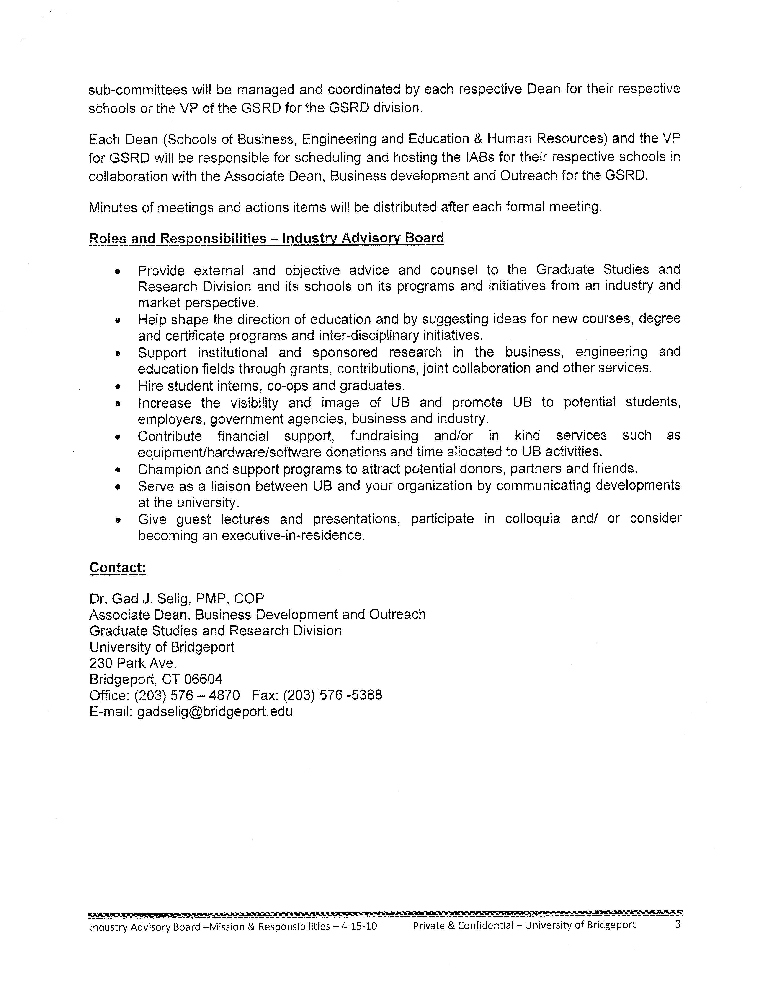 sub-committees will be managed and coordinated by each respective Dean for their respective
schools or the VP of the GSRD for the GSRD division.
Each Dean (Schools of Business, Engineering and Education & Human Resources) and the VP
for GSRD will be responsible for scheduling and hosting the IABs for their respective schools in
collaboration with the Associate Dean, Business development and Outreach for the GSRD.
Minutes of meetings and actions items will be distributed after each formal meeting.
Roles and Responsibilities – Industry Advisory Board
• Provide external and objective advice and counsel to the Graduate Studies and
Research Division and its schools on its programs and initiatives from an industry and
market perspective.
• Help shape the direction of education and by suggesting ideas for new courses, degree
and certificate programs and inter-disciplinary initiatives.
• Support institutional and sponsored research in the business, engineering and
education fields through grants, contributions, joint collaboration and other services.
• Hire student interns, co-ops and graduates.
• Increase the visibility and image of UB and promote UB to potential students,
employers, government agencies, business and industry.
• Contribute financial support, fundraising and/or in kind services such as
equipment/hardware/software donations and time allocated to UB activities.
• Champion and support programs to attract potential donors, partners and friends.
• Serve as a liaison between UB and your organization by communicating developments
at the university.
• Give guest lectures and presentations, participate in colloquia and/ or consider
becoming an executive-in-residence.
Contact:
Dr. Gad J. Selig, PMP, COP
Associate Dean, Business Development and Outreach
Graduate Studies and Research Division
University of Bridgeport
230 Park Ave.
Bridgeport, CT 06604
Office: (203) 576 – 4870 Fax: (203) 576 -5388
E-mail: gadselig@bridgeport.edu
Industry Advisory Board –Mission & Responsibilities – 4-15-10 Private & Confidential – University of Bridgeport 3